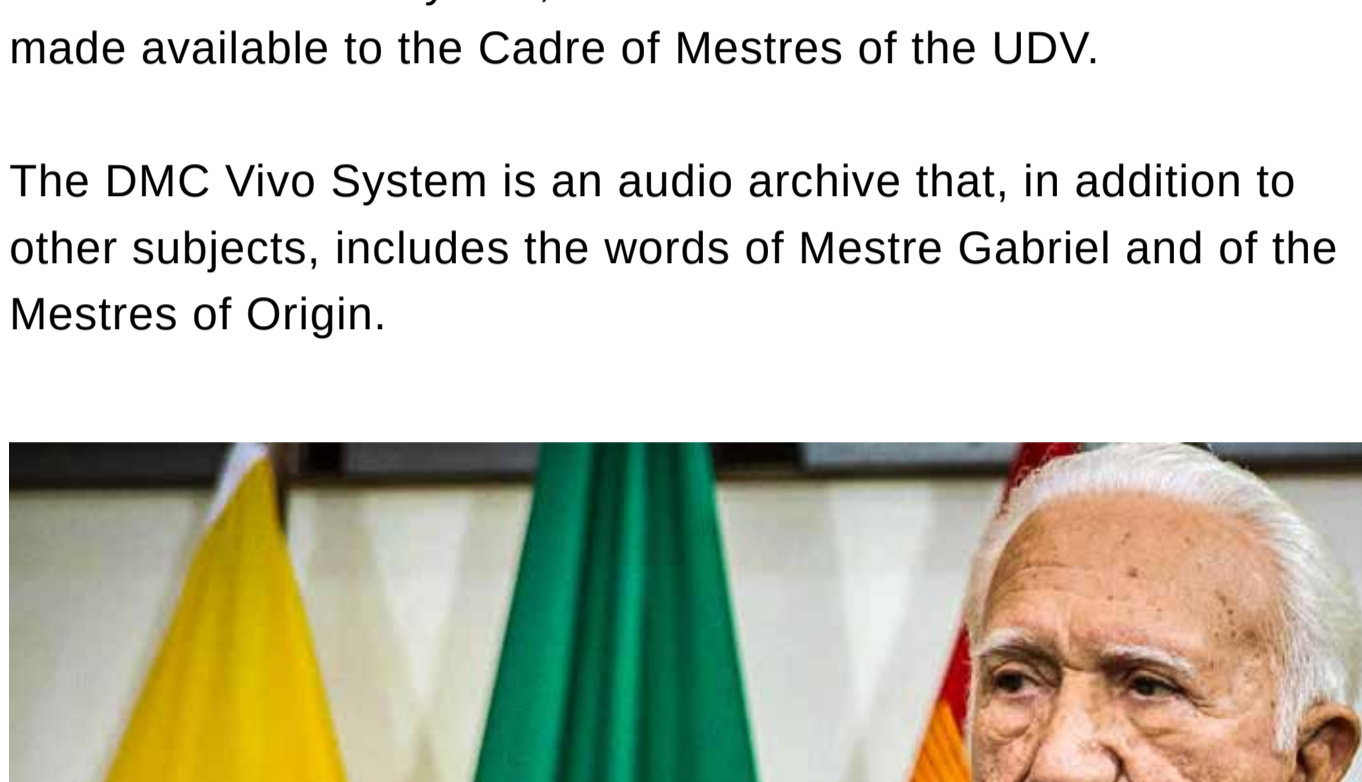 made available to the Cadre of Mestres of the UDV.
The DMC Vivo System is an audio archive that, in addition to
other subjects, includes the words of Mestre Gabriel and of the
Mestres of Origin.